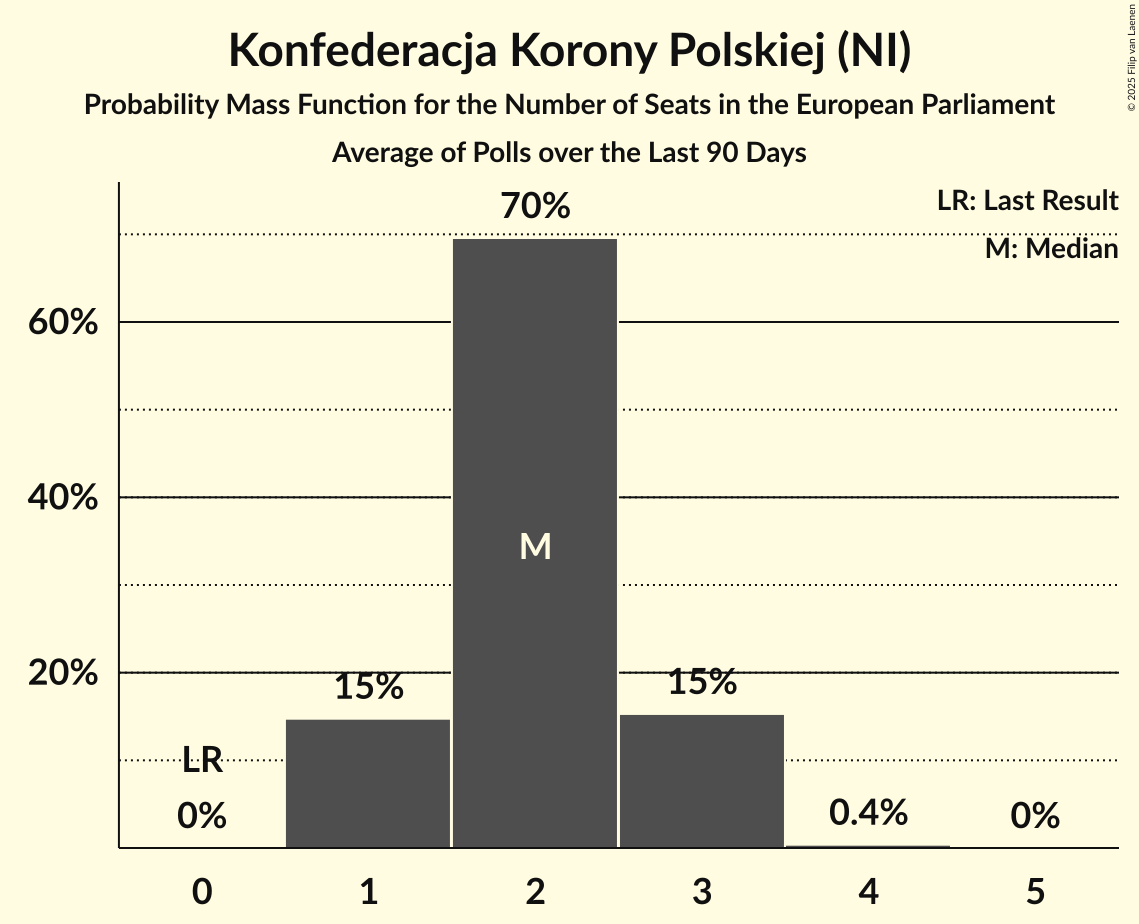 Konfederacja Korony Polskiej (NI)
Probability Mass Function for the Number of Seats in the European Parliament
Average of Polls over the Last 90 Days
© 2025 Filip van Laenen
LR: Last Result
M: Median
70%
60%
40%
20%
M
15%
15%
LR
0%
0.4%
0%
0 1 2 3 4 5